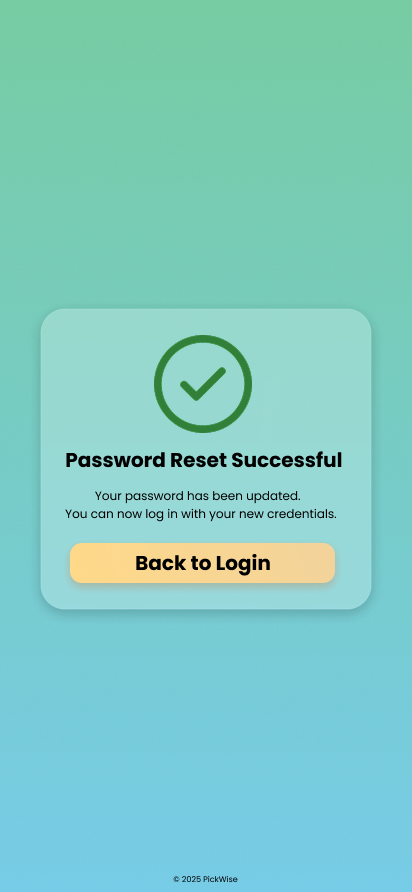 Password Reset Successful
Your password has been updated.
You can now log in with your new credentials.
Back to Login
© 2025 PickWise